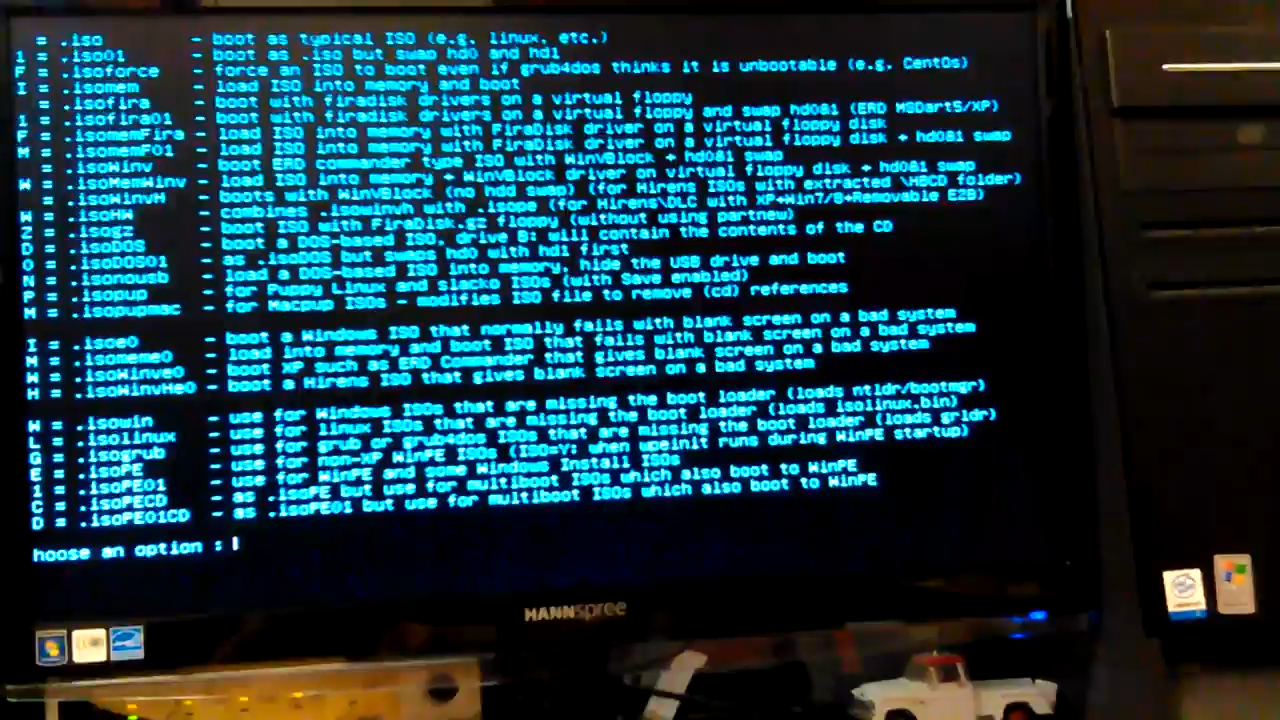 = .iso - boot as typical ISO (e.g. linux, etc.)
1 = .iso01 - boot as .iso but swap hd0 and hd1
F = .isoforce - force an ISO to boot even if grub4dos thinks it is unbootable (e.g. CentOs)
I = .isomem - load ISO into memory and boot
= .isofira - boot with firadisk drivers on a virtual floppy
1 = .isofira01 - boot with firadisk drivers on a virtual floppy and swap hd0&1 (ERD MSDart5/XP)
F = .isomemFira - load ISO into memory with FiraDisk driver on a virtual floppy disk
M = .isomemF01 - load ISO into memory with FiraDisk driver on a virtual floppy disk + hd0&1 swap
= .isoWinv - boot ERD commander type ISO with WinVBlock + hd0&1 swap
W = .isoMemWinv - load ISO into memory + WinVBlock driver on virtual floppy disk + hd0&1 swap
= .isoWinvH - boots with WinVBlock (no hdd swap) (for Hirens ISOs with extracted \HBCD folder)
W = .isoHW - combines .isowinvh with .isope (for Hirens\DLC with XP+Win7/8+Removable E2B)
Z = .isogz - boot ISO with FiraDisk.gz floppy (without using partnew)
D = .isoDOS - boot a DOS-based ISO, drive B: will contain the contents of the CD
O = .isoDOS01 - as .isoDOS but swaps hd0 with hd1 first
N = .isonousb - load a DOS-based ISO into memory, hide the USB drive and boot
P = .isopup - for Puppy Linux and slacko ISOs (with Save enabled)
M = .isopupmac - for Macpup ISOs - modifies ISO file to remove (cd) references
I = .isoe0 - boot a Windows ISO that normally fails with blank screen on a bad system
M = .isomeme0 - load into memory and boot ISO that fails with blank screen on a bad system
W = .isoWinve0 - boot XP such as ERD Commander that gives blank screen on a bad system
H = .isoWinvHe0 - boot a Hirens ISO that gives blank screen on a bad system
W = .isowin - use for Windows ISOs that are missing the boot loader (loads ntldr/bootmgr)
L = .isolinux - use for linux ISOs that are missing the boot loader (loads isolinux.bin)
G = .isogrub - use for grub or grub4dos ISOs that are missing the boot loader (loads grldr)
E = .isoPE - use for non-XP WinPE ISOs (ISO=Y: when wpeinit runs during WinPE startup)
1 = .isoPE01 - use for WinPE and some Windows Install ISOs
C = .isoPECD - as .isoPE but use for multiboot ISOs which also boot to WinPE
D = .isoPE01CD - as .isoPE01 but use for multiboot ISOs which also boot to WinPE
hoose an option :
HANNspree